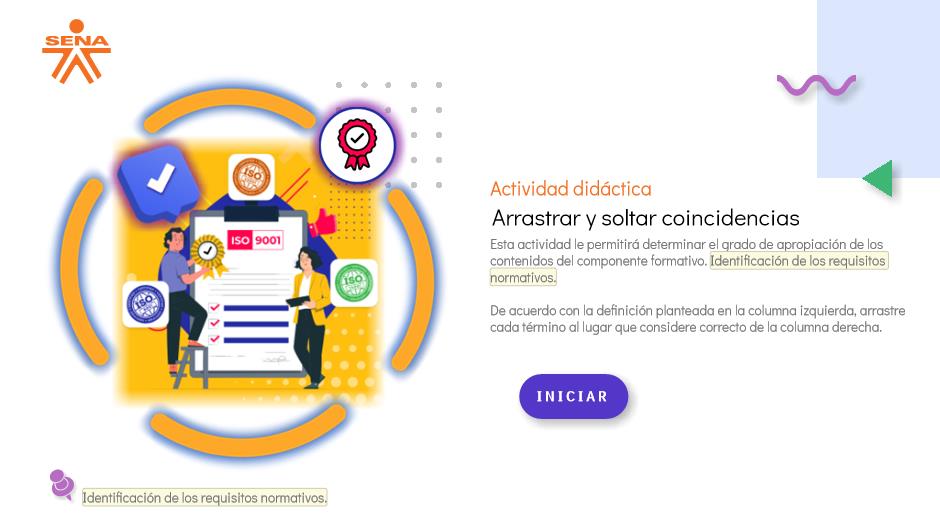 SENA
ISO
ISO 9001
ISO
ISO
Actividad didáctica
Arrastrar y soltar coincidencias
Esta actividad le permitirá determinar el grado de apropiación de los
contenidos del componente formativo. Identificación de los requisitos
normativos.
De acuerdo con la definición planteada en la columna izquierda, arrastre
cada término al lugar que considere correcto de la columna derecha.
INICIAR
Identificación de los requisitos normativos.